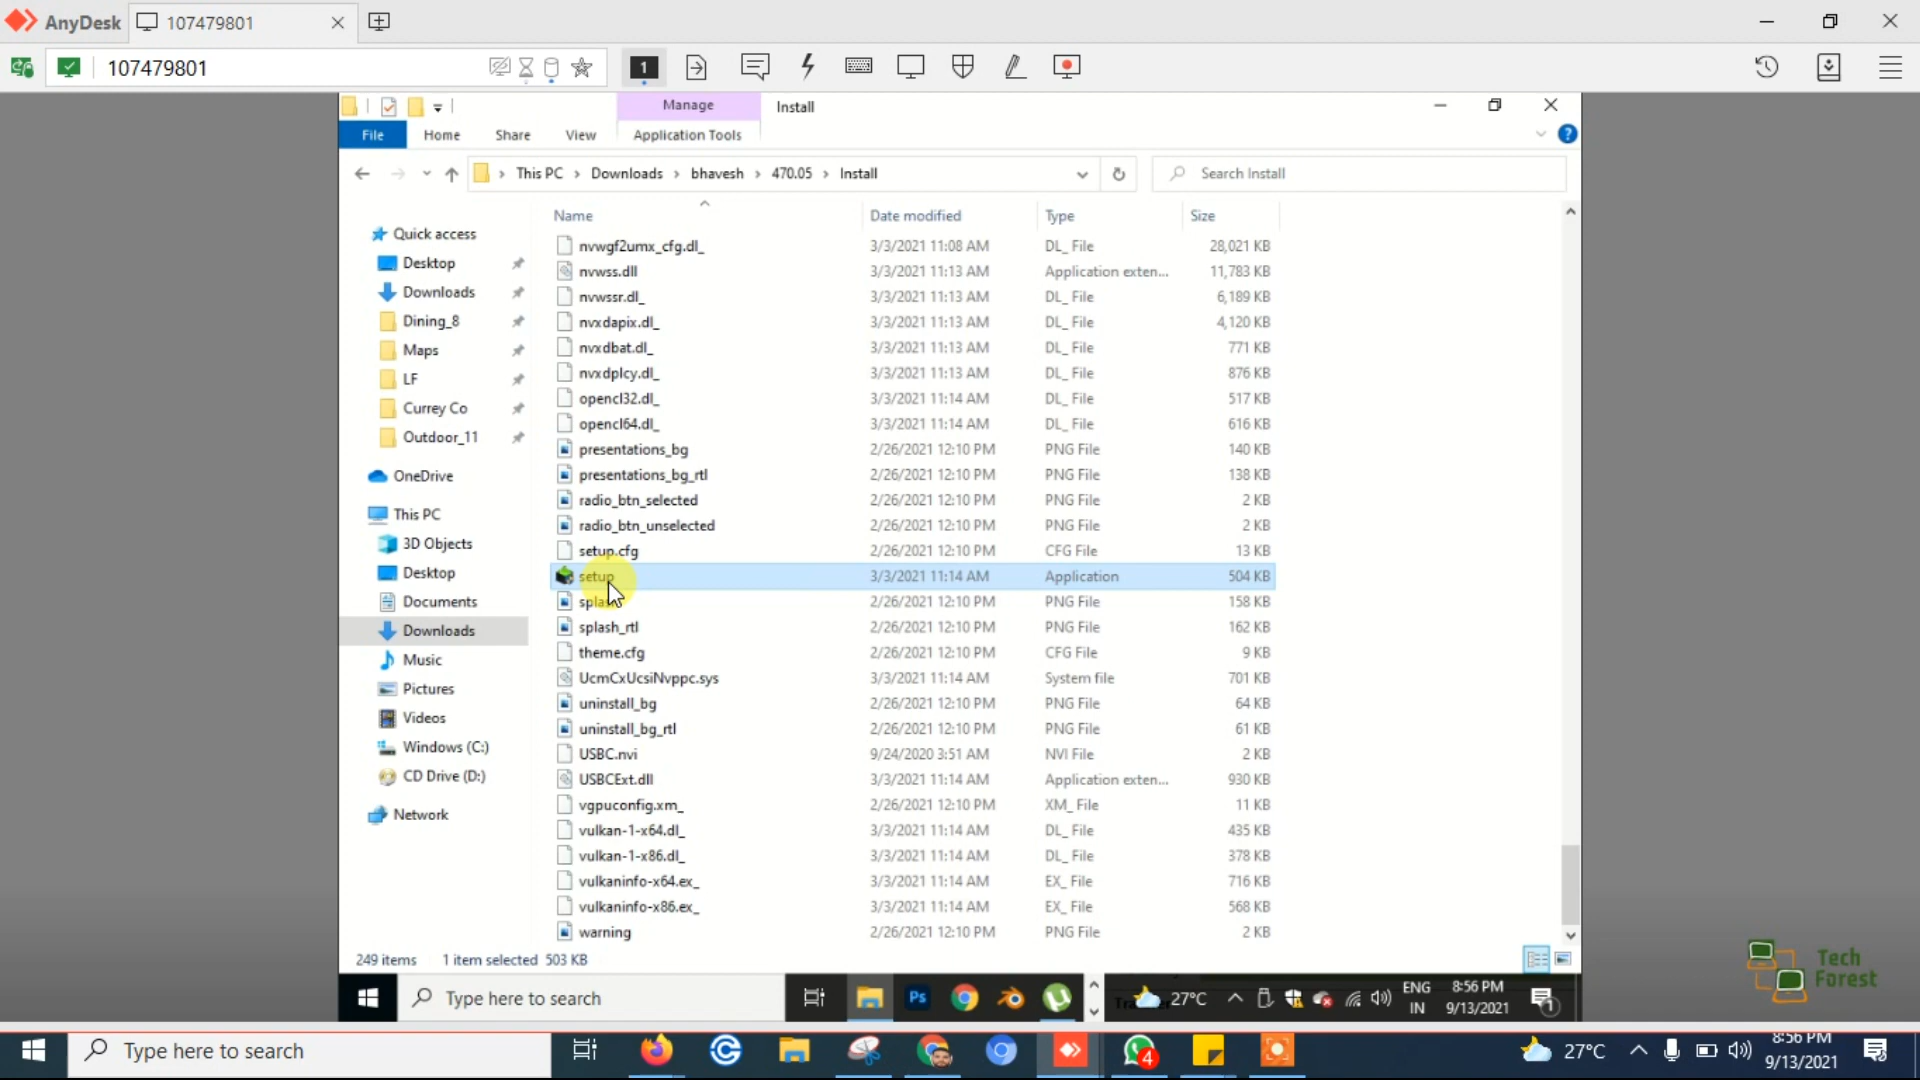 AnyDesk 107479801
107479801 1
Manage Install
File Home Share View Application Tools
This PC Downloads bhavesh 470.05 Install Search Install
Name Date modified Type Size
Quick access
Desktop
Downloads
Dining_8
Maps
LF
Currey Co
Outdoor_11
OneDrive
This PC
3D Objects
Desktop
Documents
Downloads
Music
Pictures
Videos
Windows (C:)
CD Drive (D:)
Network
nvwgf2umx_cfg.dl_ 3/3/2021 11:08 AM DL_ File 28,021 KB
nvwss.dll 3/3/2021 11:13 AM Application exten... 11,783 KB
nvwssr.dl_ 3/3/2021 11:13 AM DL_ File 6,189 KB
nvxdapix.dl_ 3/3/2021 11:13 AM DL_ File 4,120 KB
nvxdbat.dl_ 3/3/2021 11:13 AM DL_ File 771 KB
nvxdplcy.dl_ 3/3/2021 11:13 AM DL_ File 876 KB
opencl32.dl_ 3/3/2021 11:14 AM DL_ File 517 KB
opencl64.dl_ 3/3/2021 11:14 AM DL_ File 616 KB
presentations_bg 2/26/2021 12:10 PM PNG File 140 KB
presentations_bg_rtl 2/26/2021 12:10 PM PNG File 138 KB
radio_btn_selected 2/26/2021 12:10 PM PNG File 2 KB
radio_btn_unselected 2/26/2021 12:10 PM PNG File 2 KB
setup.cfg 2/26/2021 12:10 PM CFG File 13 KB
setup 3/3/2021 11:14 AM Application 504 KB
splash 2/26/2021 12:10 PM PNG File 158 KB
splash_rtl 2/26/2021 12:10 PM PNG File 162 KB
theme.cfg 2/26/2021 12:10 PM CFG File 9 KB
UcmCxUcsiNvppc.sys 3/3/2021 11:14 AM System file 701 KB
uninstall_bg 2/26/2021 12:10 PM PNG File 64 KB
uninstall_bg_rtl 2/26/2021 12:10 PM PNG File 61 KB
USBC.nvi 9/24/2020 3:51 AM NVI File 2 KB
USBCExt.dll 3/3/2021 11:14 AM Application exten... 930 KB
vgpuconfig.xm_ 2/26/2021 12:10 PM XM_ File 11 KB
vulkan-1-x64.dl_ 3/3/2021 11:14 AM DL_ File 435 KB
vulkan-1-x86.dl_ 3/3/2021 11:14 AM DL_ File 378 KB
vulkaninfo-x64.ex_ 3/3/2021 11:14 AM EX_ File 716 KB
vulkaninfo-x86.ex_ 3/3/2021 11:14 AM EX_ File 568 KB
warning 2/26/2021 12:10 PM PNG File 2 KB
249 items 1 item selected 503 KB
Tech
Forest
Type here to search Ps 27°C ENG 8:56 PM
IN 9/13/2021 1
Type here to search 4 27°C 8:56 PM
9/13/2021